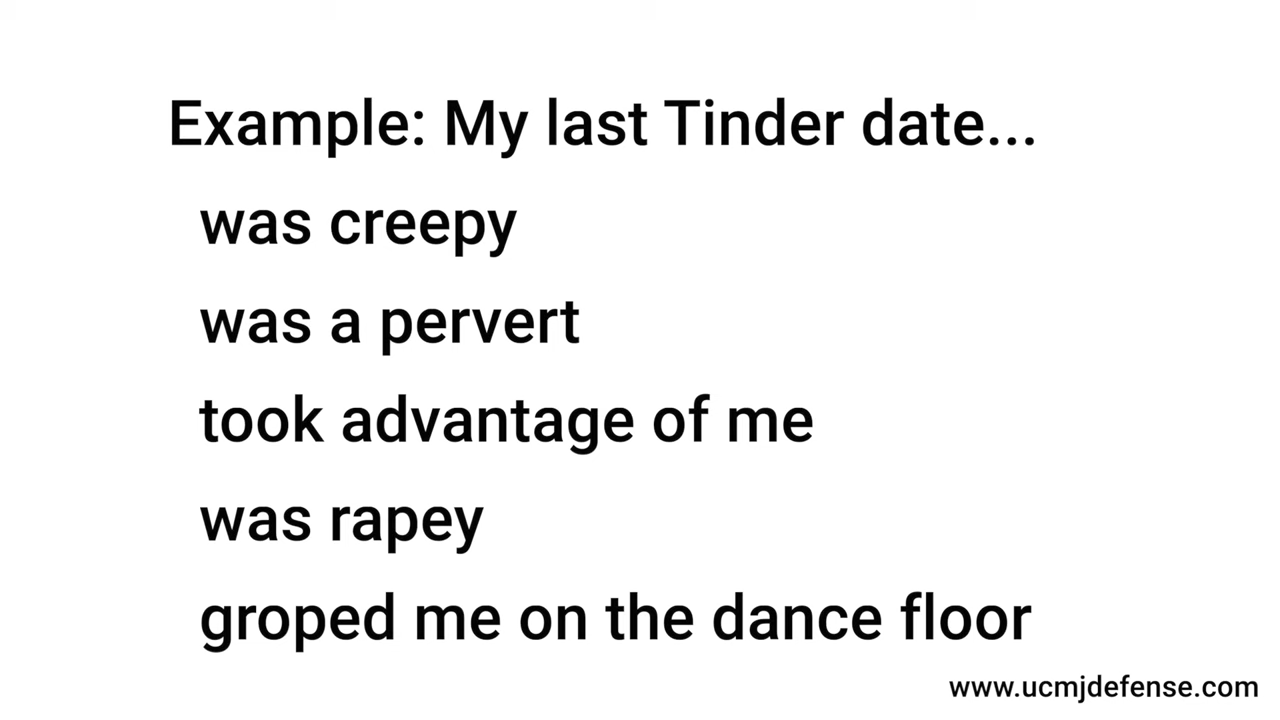 Example: My last Tinder date...
was creepy
was a pervert
took advantage of me
was rapey
groped me on the dance floor
www.ucmjdefense.com